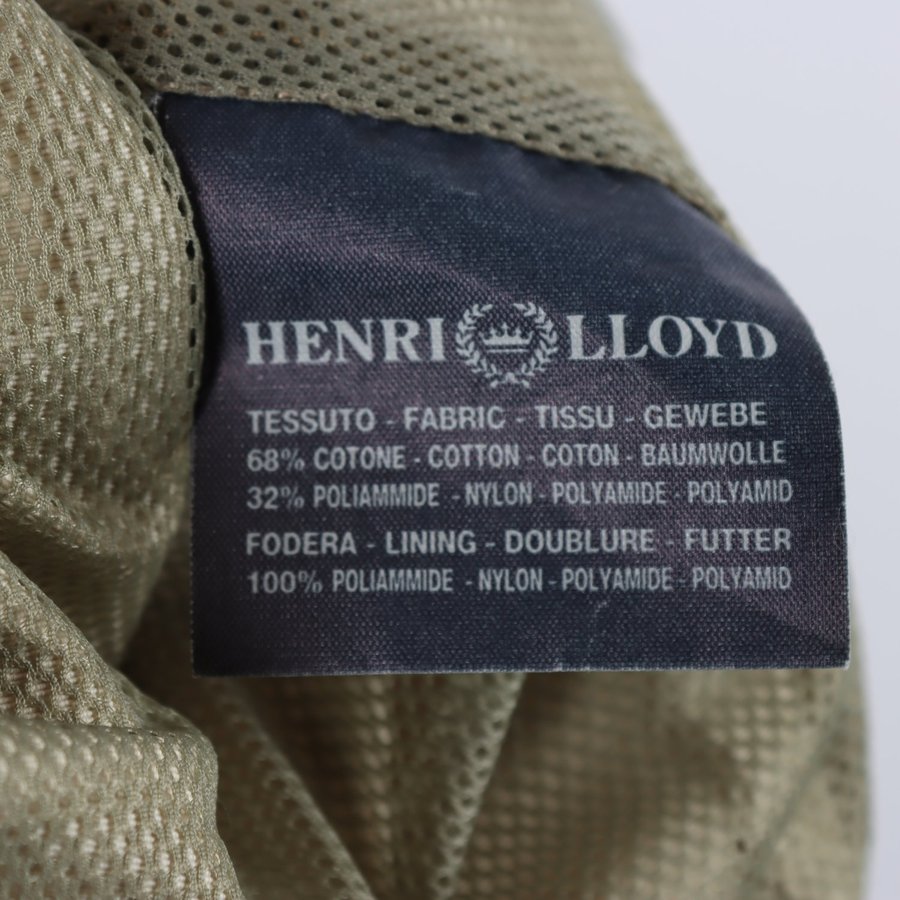 HENRI LLOYD
TESSUTO - FABRIC - TISSU - GEWEBE
68% COTONE - COTTON - COTON - BAUMWOLLE
32% POLIAMMIDE - NYLON - POLYAMIDE - POLYAMID
FODERA - LINING - DOUBLURE - FUTTER
100% POLIAMMIDE - NYLON - POLYAMIDE - POLYAMID